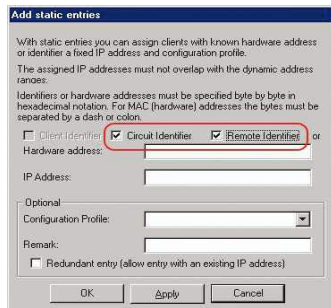 Add static entries
With static entries you can assign clients with known hardware address
or identifier a fixed IP address and configuration profile.
The assigned IP addresses must not overlap with the dynamic address
ranges.
Identifiers or hardware addresses must be specified byte by byte in
hexadecimal notation. For MAC (hardware) addresses the bytes must be
separated by a dash or colon.
Client Identifier Circuit Identifier Remote Identifier or
Hardware address:
IP Address:
Optional
Configuration Profile:
Remark:
Redundant entry (allow entry with an existing IP address)
OK Apply Cancel